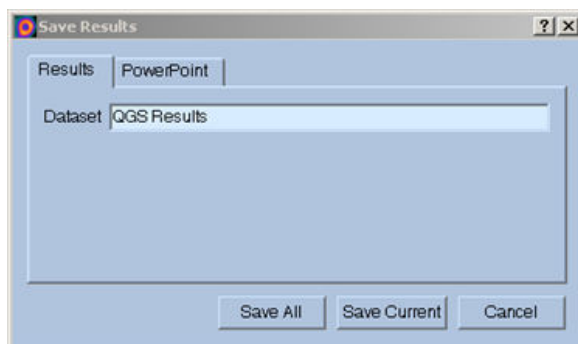 Save Results
Results PowerPoint
Dataset QGS Results
Save All Save Current Cancel